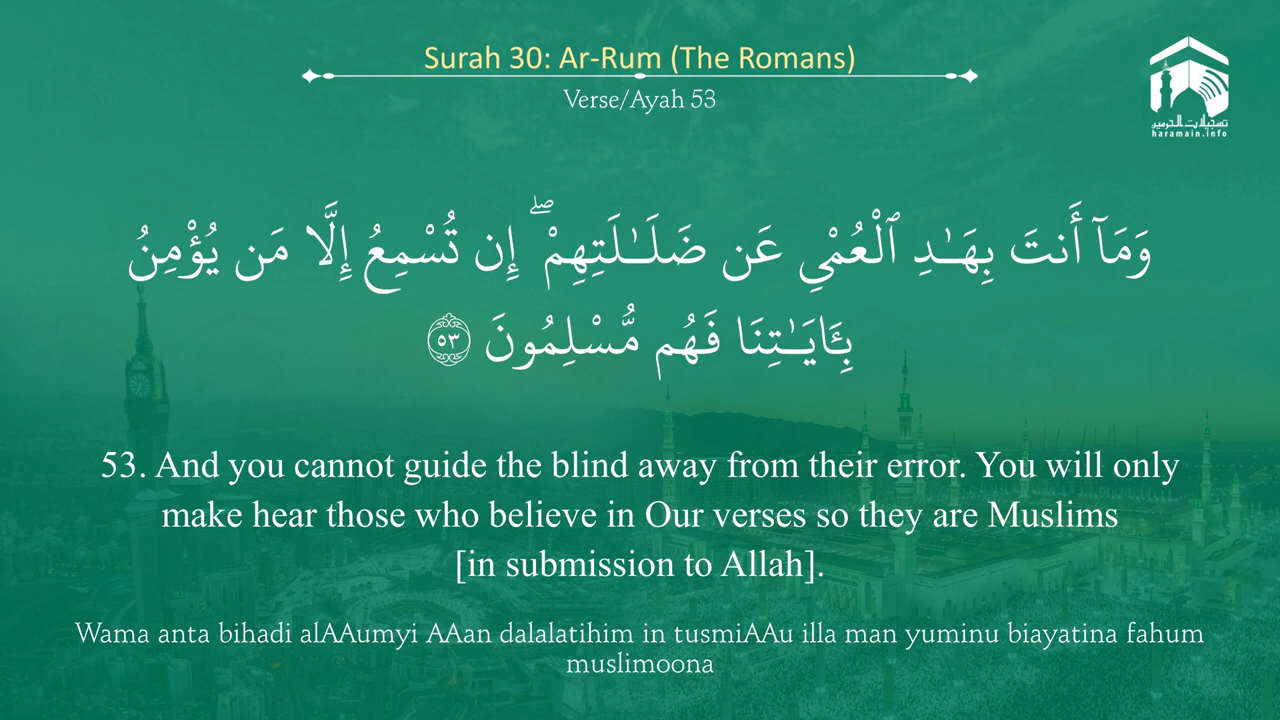 Surah 30: Ar-Rum (The Romans)
Verse/Ayah 53
تسجيلات الحرمين
haramain.info
وَمَآ أَنتَ بِهَـٰدِ ٱلْعُمْىِ عَن ضَلَـٰلَتِهِمْ ۖ إِن تُسْمِعُ إِلَّا مَن يُؤْمِنُ
بِـَٔايَـٰتِنَا فَهُم مُّسْلِمُونَ ٥٣
53. And you cannot guide the blind away from their error. You will only
make hear those who believe in Our verses so they are Muslims
[in submission to Allah].
Wama anta bihadi alAAumyi AAan dalalatihim in tusmiAAu illa man yuminu biayatina fahum
muslimoona